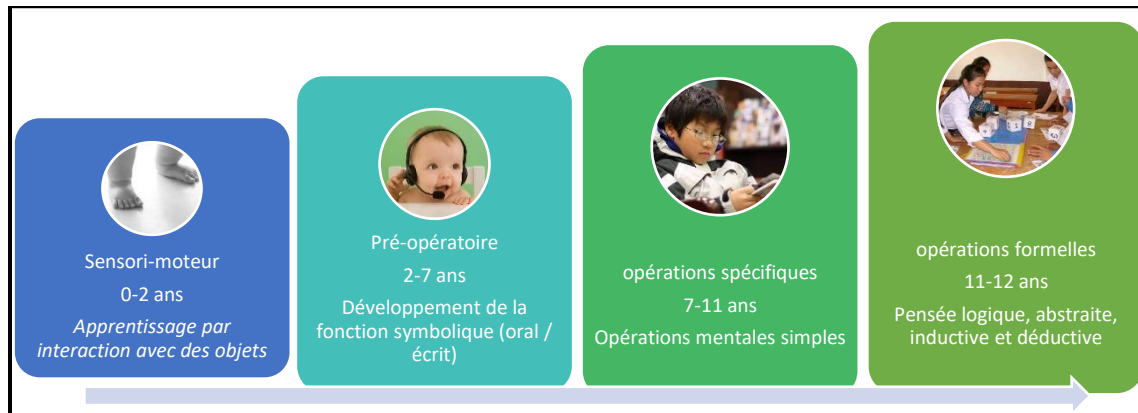 Sensori-moteur
0-2 ans
Apprentissage par
interaction avec des objets
Pré-opératoire
2-7 ans
Développement de la
fonction symbolique (oral /
écrit)
opérations spécifiques
7-11 ans
Opérations mentales simples
opérations formelles
11-12 ans
Pensée logique, abstraite,
inductive et déductive